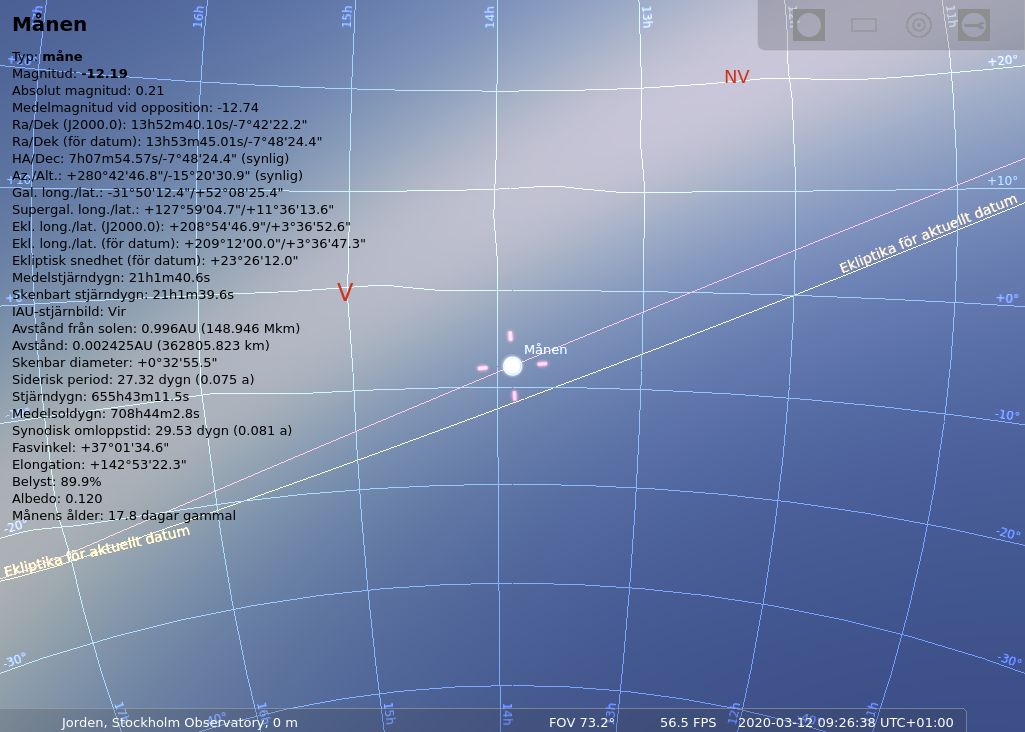 Månen
Typ: måne
Magnitud: -12.19
Absolut magnitud: 0.21
Medelmagnitud vid opposition: -12.74
Ra/Dek (J2000.0): 13h52m40.10s/-7°42'22.2"
Ra/Dek (för datum): 13h53m45.01s/-7°48'24.4"
HA/Dec: 7h07m54.57s/-7°48'24.4" (synlig)
Az./Alt.: +280°42'46.8"/-15°20'30.9" (synlig)
Gal. long./lat.: -31°50'12.4"/+52°08'25.4"
Supergal. long./lat.: +127°59'04.7"/+11°36'13.6"
Ekl. long./lat. (J2000.0): +208°54'46.9"/+3°36'52.6"
Ekl. long./lat. (för datum): +209°12'00.0"/+3°36'47.3"
Ekliptisk snedhet (för datum): +23°26'12.0"
Medelstjärndygn: 21h1m40.6s
Skenbart stjärndygn: 21h1m39.6s
IAU-stjärnbild: Vir
Avstånd från solen: 0.996AU (148.946 Mkm)
Avstånd: 0.002425AU (362805.823 km)
Skenbar diameter: +0°32'55.5"
Siderisk period: 27.32 dygn (0.075 a)
Stjärndygn: 655h43m11.5s
Medelsoldygn: 708h44m2.8s
Synodisk omloppstid: 29.53 dygn (0.081 a)
Fasvinkel: +37°01'34.6"
Elongation: +142°53'22.3"
Belyst: 89.9%
Albedo: 0.120
Månens ålder: 17.8 dagar gammal
16h
15h
14h
13h
12h
11h
+20°
NV
+10°
Ekliptika för aktuellt datum
V
+0°
Månen
-10°
-20°
-20°
Ekliptika för aktuellt datum
-30°
-30°
17h
16h
15h
14h
13h
12h
11h
Jorden, Stockholm Observatory, 0 m
FOV 73.2°
56.5 FPS
2020-03-12 09:26:38 UTC+01:00